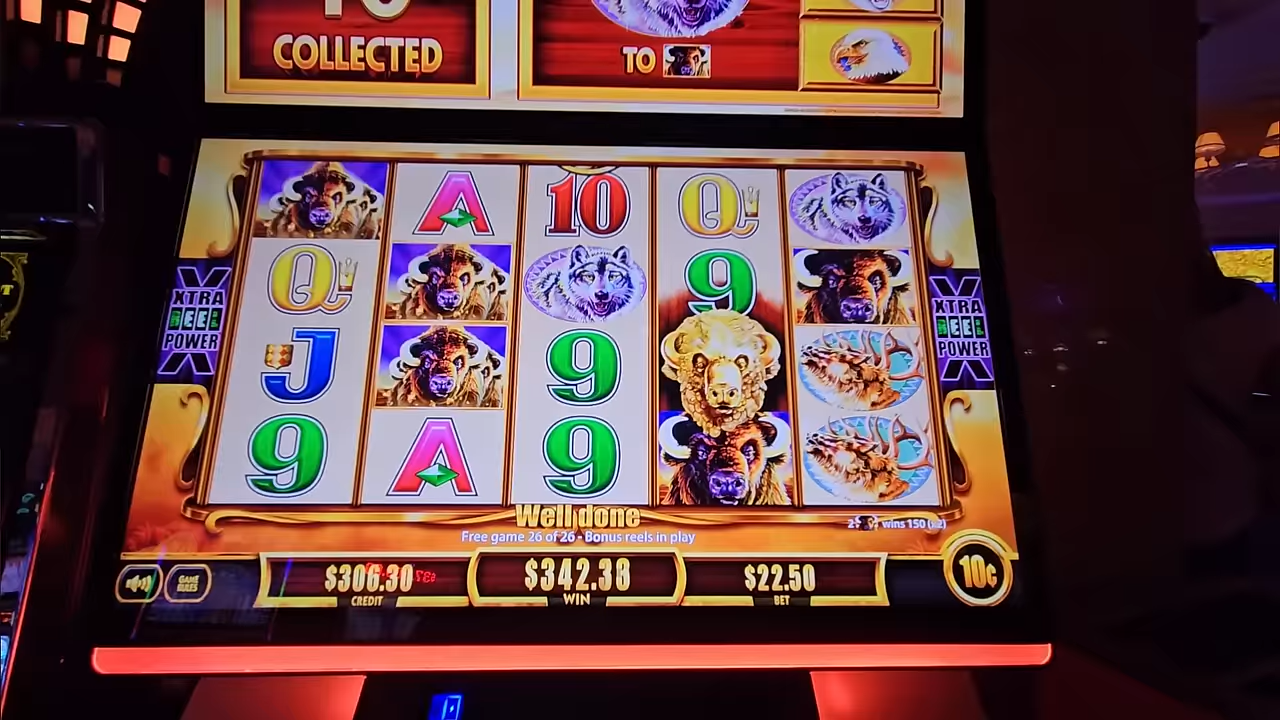 COLLECTED
TO
A
10
Q
Q
9
J
9
9
A
9
XTRA
REEL
POWER
XTRA
REEL
POWER
Well done
wins 150 (x2)
Free game 26 of 26 - Bonus reels in play
GAME
RULES
$306.30
CREDIT
$342.38
WIN
$22.50
BET
10¢